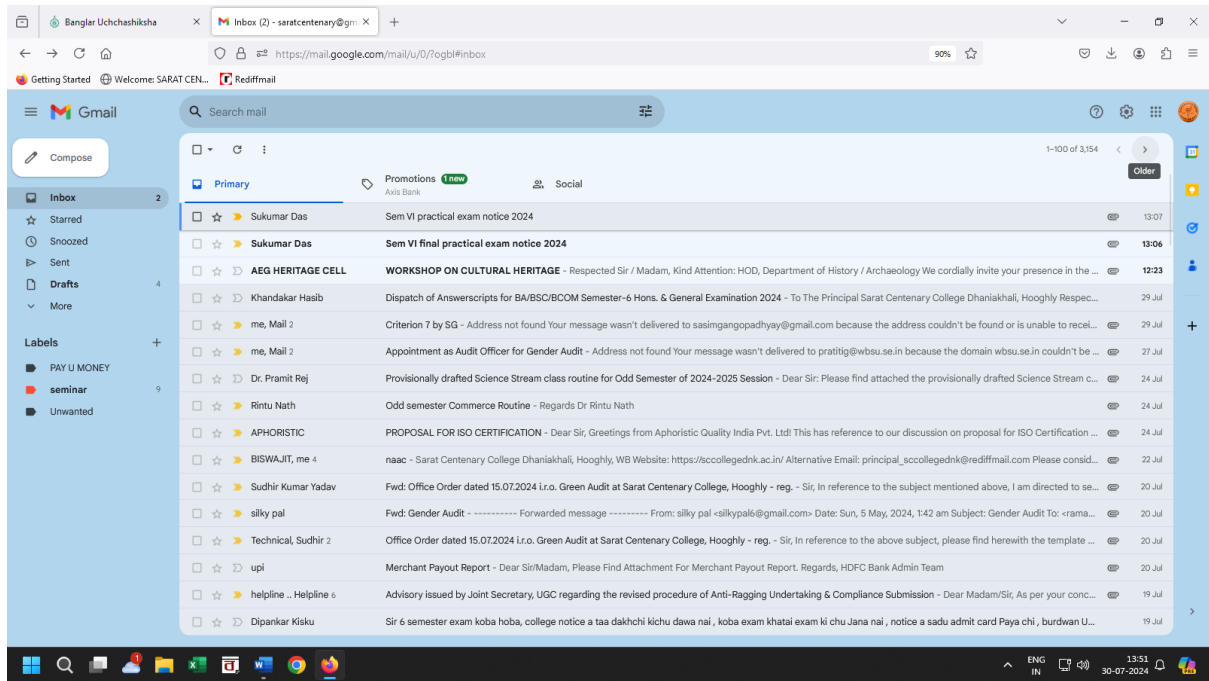 Banglar Uchchashiksha
Inbox (2) - saratcentenary@gm
https://mail.google.com/mail/u/0/?ogbl#inbox 90%
Getting Started Welcome: SARAT CEN... Rediffmail
Gmail Search mail
Compose 1–100 of 3,154
Older
Primary Promotions 1 new Social
Axis Bank
Inbox 2
Starred
Snoozed
Sent
Drafts 4
More
Labels
PAY U MONEY
seminar 9
Unwanted
Sukumar Das Sem VI practical exam notice 2024 13:07
Sukumar Das Sem VI final practical exam notice 2024 13:06
AEG HERITAGE CELL WORKSHOP ON CULTURAL HERITAGE - Respected Sir / Madam, Kind Attention: HOD, Department of History / Archaeology We cordially invite your presence in the ... 12:23
Khandakar Hasib Dispatch of Answerscripts for BA/BSC/BCOM Semester-6 Hons. & General Examination 2024 - To The Principal Sarat Centenary College Dhaniakhali, Hooghly Respec... 29 Jul
me, Mail 2 Criterion 7 by SG - Address not found Your message wasn't delivered to sasimgangopadhyay@gmail.com because the address couldn't be found or is unable to recei... 29 Jul
me, Mail 2 Appointment as Audit Officer for Gender Audit - Address not found Your message wasn't delivered to pratitig@wbsu.se.in because the domain wbsu.se.in couldn't be ... 27 Jul
Dr. Pramit Rej Provisionally drafted Science Stream class routine for Odd Semester of 2024-2025 Session - Dear Sir: Please find attached the provisionally drafted Science Stream c... 24 Jul
Rintu Nath Odd semester Commerce Routine - Regards Dr Rintu Nath 24 Jul
APHORISTIC PROPOSAL FOR ISO CERTIFICATION - Dear Sir, Greetings from Aphoristic Quality India Pvt. Ltd! This has reference to our discussion on proposal for ISO Certification ... 24 Jul
BISWAJIT, me 4 naac - Sarat Centenary College Dhaniakhali, Hooghly, WB Website: https://sccollegednk.ac.in/ Alternative Email: principal_sccollegednk@rediffmail.com Please consid... 22 Jul
Sudhir Kumar Yadav Fwd: Office Order dated 15.07.2024 i.r.o. Green Audit at Sarat Centenary College, Hooghly - reg. - Sir, In reference to the subject mentioned above, I am directed to se... 20 Jul
silky pal Fwd: Gender Audit - ---------- Forwarded message --------- From: silky pal <silkypal6@gmail.com> Date: Sun, 5 May, 2024, 1:42 am Subject: Gender Audit To: <rama... 20 Jul
Technical, Sudhir 2 Office Order dated 15.07.2024 i.r.o. Green Audit at Sarat Centenary College, Hooghly - reg. - Sir, In reference to the above subject, please find herewith the template ... 20 Jul
upi Merchant Payout Report - Dear Sir/Madam, Please Find Attachment For Merchant Payout Report. Regards, HDFC Bank Admin Team 20 Jul
helpline .. Helpline 6 Advisory issued by Joint Secretary, UGC regarding the revised procedure of Anti-Ragging Undertaking & Compliance Submission - Dear Madam/Sir, As per your conc... 19 Jul
Dipankar Kisku Sir 6 semester exam koba hoba, college notice a taa dakhchi kichu dawa nai , koba exam khatai exam ki chu Jana nai , notice a sadu admit card Paya chi , burdwan U... 19 Jul
ENG 13:51
IN 30-07-2024